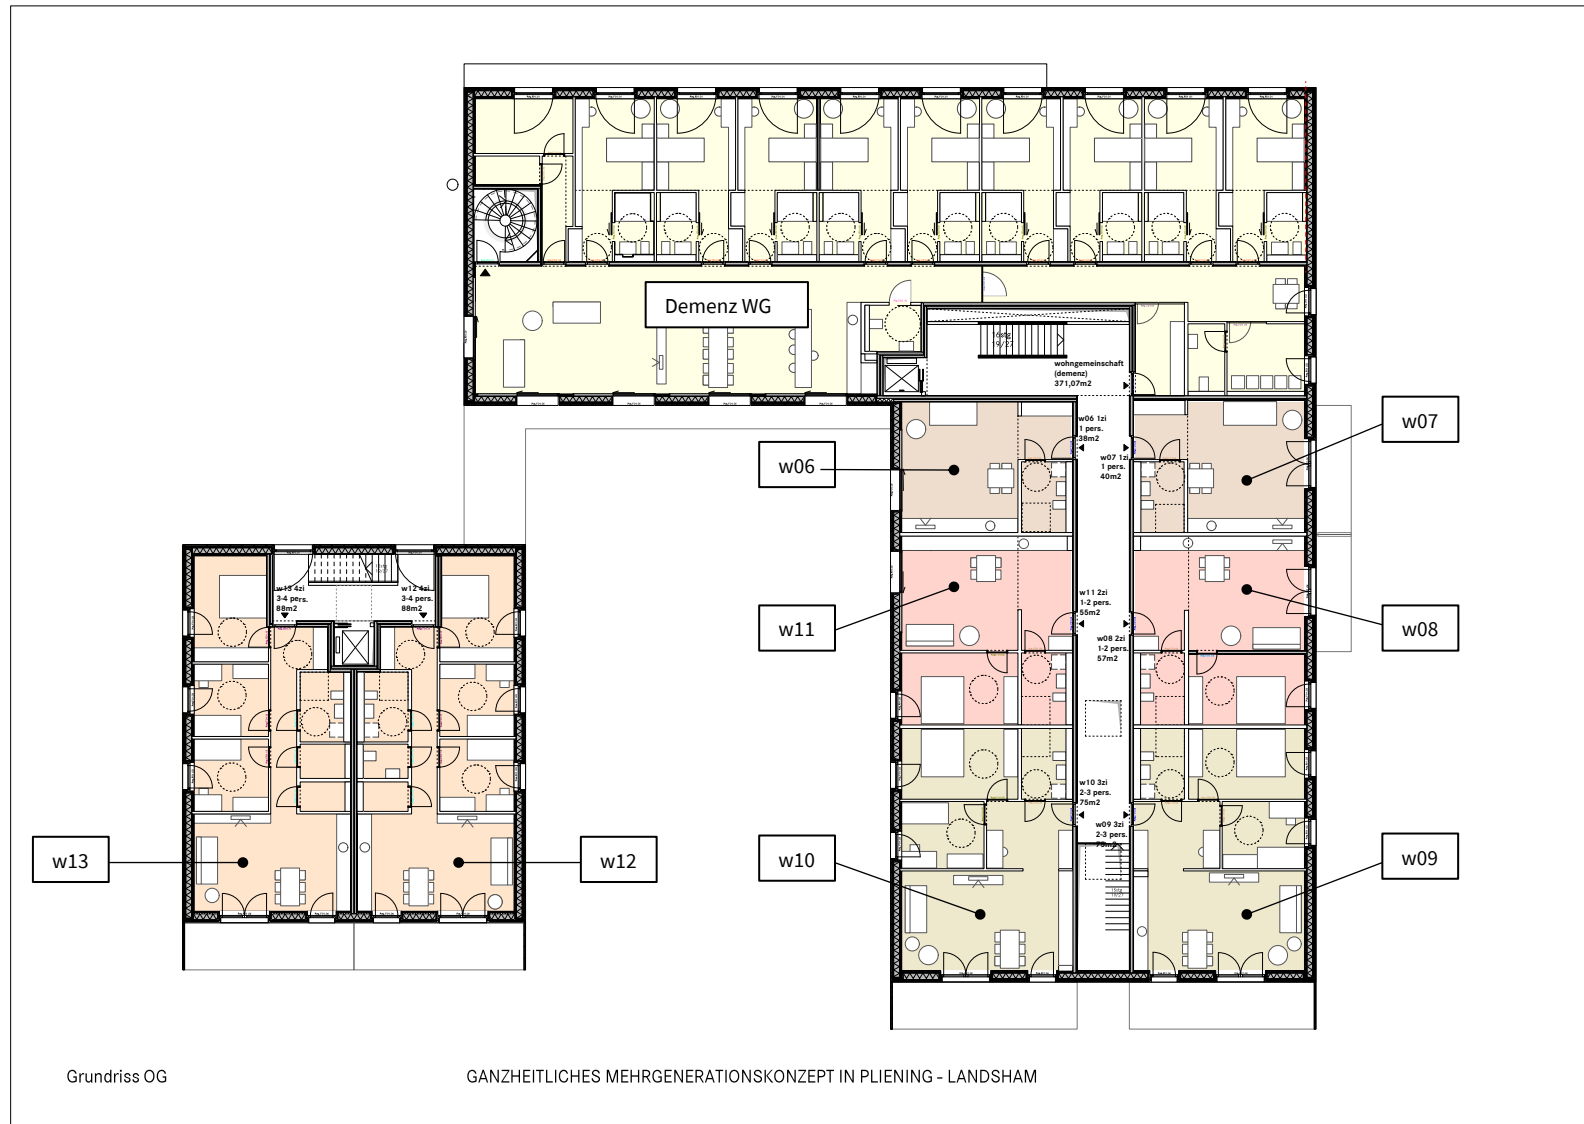 Demenz WG
16stg
19/27
wohngemeinschaft
(demenz)
371,07m2
w06 1zi
1 pers.
38m2
w07 1zi
1 pers.
40m2
w07
w06
w11
w08
w11 2zi
1-2 pers.
55m2
w08 2zi
1-2 pers.
57m2
w13 4zi
3-4 pers.
88m2
w12 4zi
3-4 pers.
88m2
w10 3zi
2-3 pers.
75m2
w09 3zi
2-3 pers.
w13
w12
w10
w09
Grundriss OG
GANZHEITLICHES MEHRGENERATIONSKONZEPT IN PLIENING - LANDSHAM